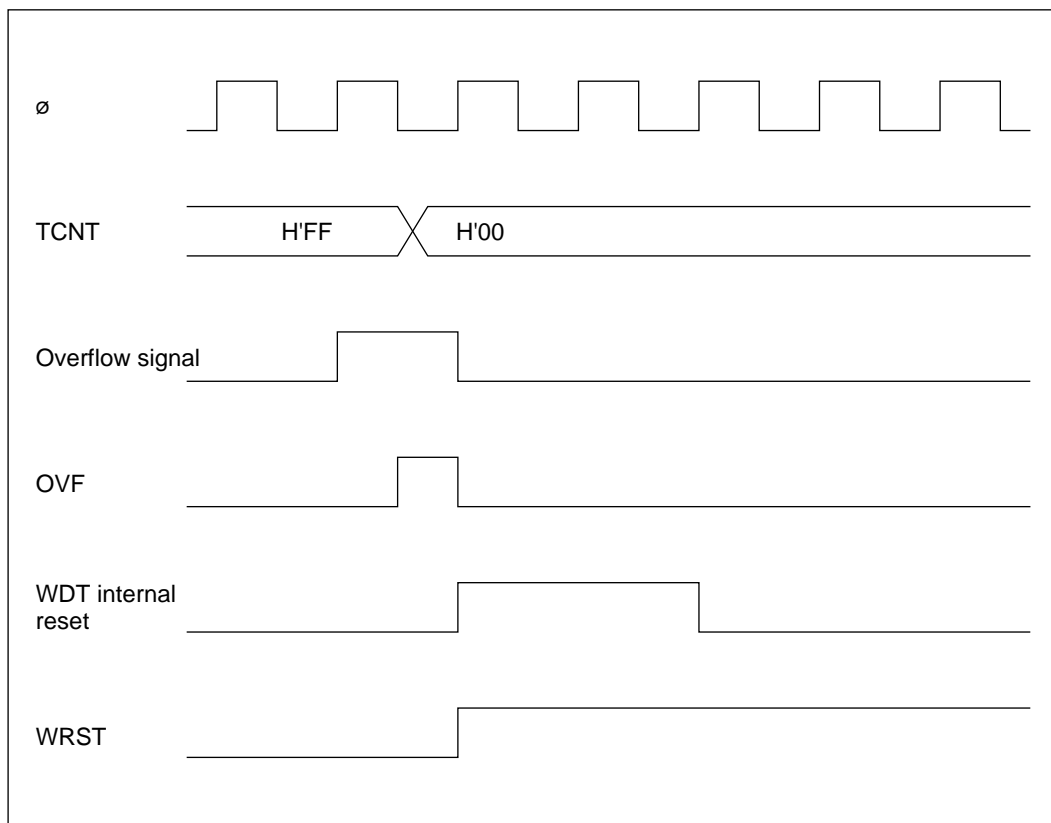 ø
TCNT
H'FF
H'00
Overflow signal
OVF
WDT internal
reset
WRST